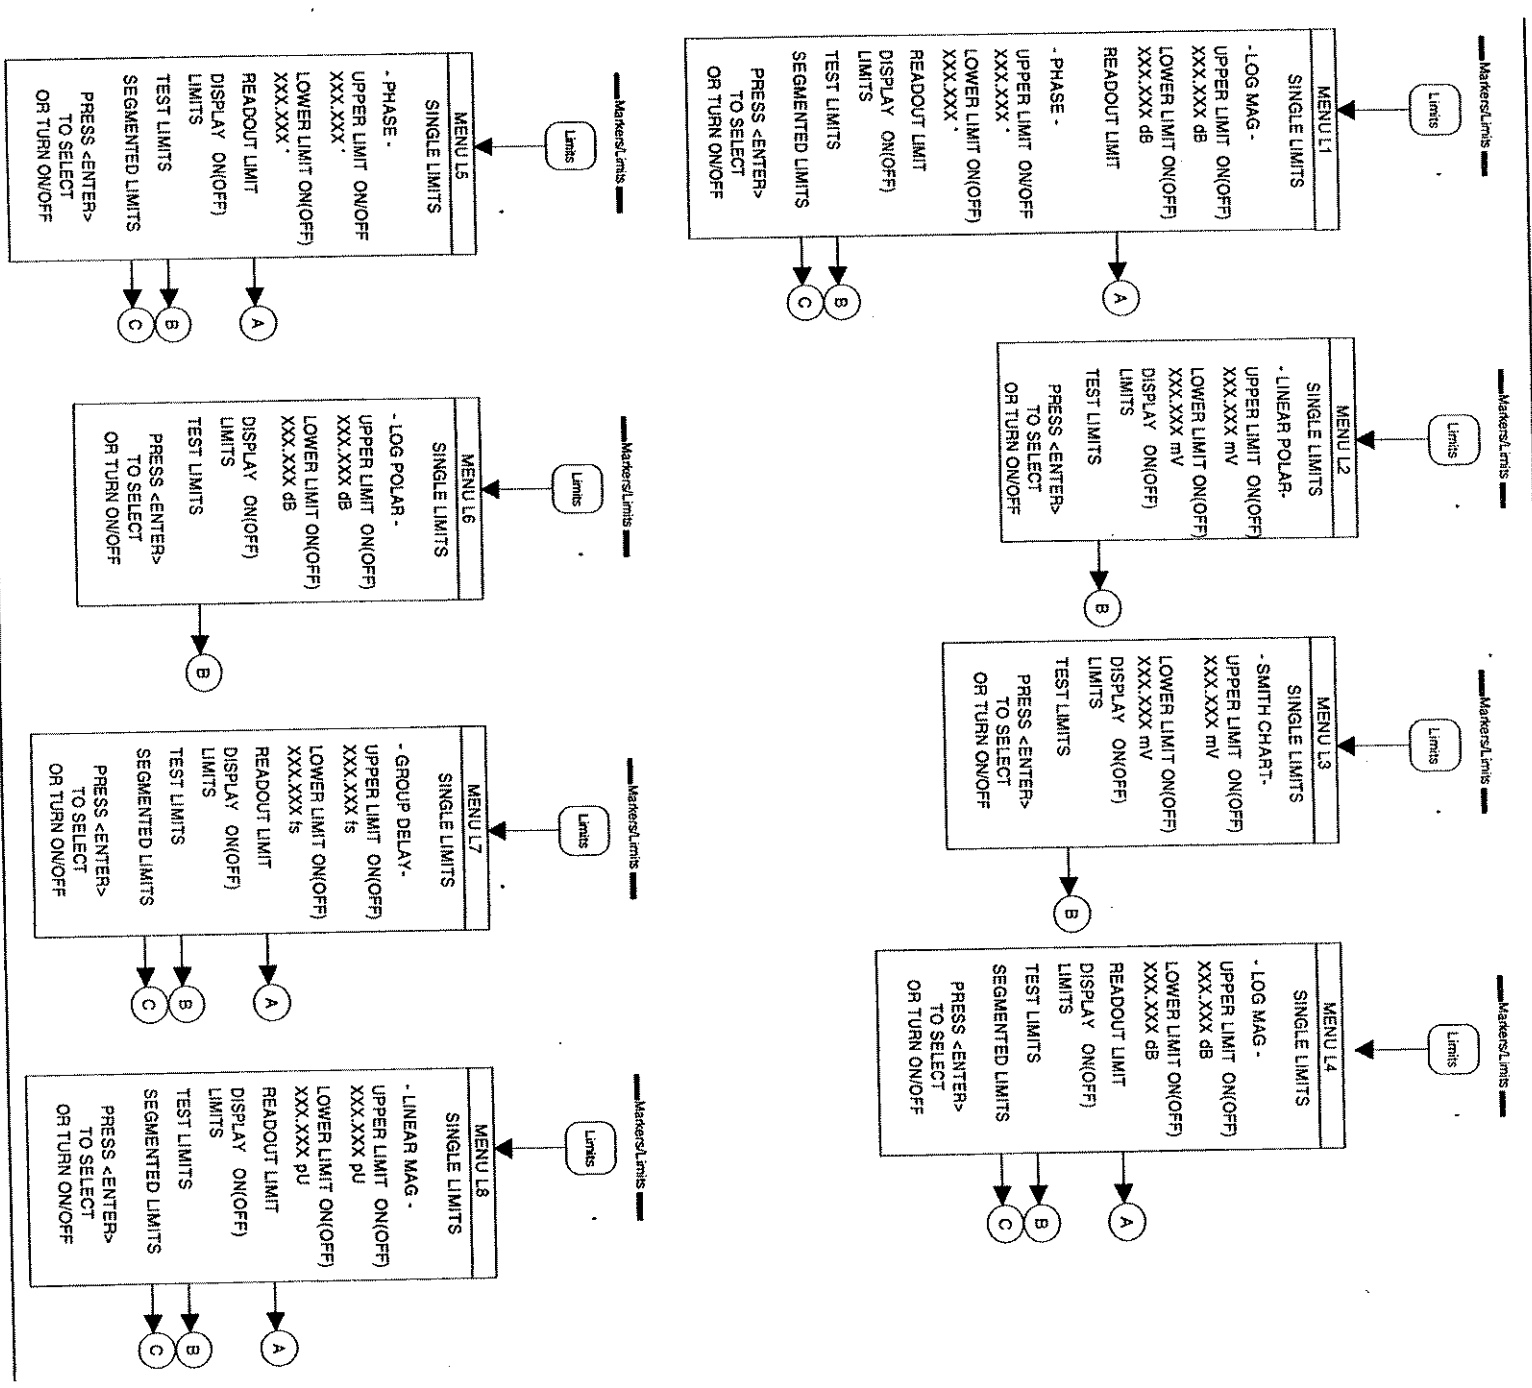 Markers/Limits
Limits
MENU L1
SINGLE LIMITS
- LOG MAG -
UPPER LIMIT ON(OFF)
XXX.XXX dB
LOWER LIMIT ON(OFF)
XXX.XXX dB
READOUT LIMIT
- PHASE -
UPPER LIMIT ON/OFF
XXX.XXX °
LOWER LIMIT ON(OFF)
XXX.XXX °
READOUT LIMIT
DISPLAY ON(OFF)
LIMITS
TEST LIMITS
SEGMENTED LIMITS
PRESS <ENTER>
TO SELECT
OR TURN ON/OFF
A
B
C
Markers/Limits
Limits
MENU L2
SINGLE LIMITS
- LINEAR POLAR-
UPPER LIMIT ON(OFF)
XXX.XXX mV
LOWER LIMIT ON(OFF)
XXX.XXX mV
DISPLAY ON(OFF)
LIMITS
TEST LIMITS
PRESS <ENTER>
TO SELECT
OR TURN ON/OFF
B
Markers/Limits
Limits
MENU L3
SINGLE LIMITS
- SMITH CHART-
UPPER LIMIT ON(OFF)
XXX.XXX mV
LOWER LIMIT ON(OFF)
XXX.XXX mV
DISPLAY ON(OFF)
LIMITS
TEST LIMITS
PRESS <ENTER>
TO SELECT
OR TURN ON/OFF
B
Markers/Limits
Limits
MENU L4
SINGLE LIMITS
- LOG MAG -
UPPER LIMIT ON(OFF)
XXX.XXX dB
LOWER LIMIT ON(OFF)
XXX.XXX dB
READOUT LIMIT
DISPLAY ON(OFF)
LIMITS
TEST LIMITS
SEGMENTED LIMITS
PRESS <ENTER>
TO SELECT
OR TURN ON/OFF
A
B
C
Markers/Limits
Limits
MENU L5
SINGLE LIMITS
- PHASE -
UPPER LIMIT ON/OFF
XXX.XXX °
LOWER LIMIT ON(OFF)
XXX.XXX °
READOUT LIMIT
DISPLAY ON(OFF)
LIMITS
TEST LIMITS
SEGMENTED LIMITS
PRESS <ENTER>
TO SELECT
OR TURN ON/OFF
A
B
C
Markers/Limits
Limits
MENU L6
SINGLE LIMITS
- LOG POLAR -
UPPER LIMIT ON(OFF)
XXX.XXX dB
LOWER LIMIT ON(OFF)
XXX.XXX dB
DISPLAY ON(OFF)
LIMITS
TEST LIMITS
PRESS <ENTER>
TO SELECT
OR TURN ON/OFF
B
Markers/Limits
Limits
MENU L7
SINGLE LIMITS
- GROUP DELAY-
UPPER LIMIT ON(OFF)
XXX.XXX fs
LOWER LIMIT ON(OFF)
XXX.XXX fs
READOUT LIMIT
DISPLAY ON(OFF)
LIMITS
TEST LIMITS
SEGMENTED LIMITS
PRESS <ENTER>
TO SELECT
OR TURN ON/OFF
A
B
C
Markers/Limits
Limits
MENU L8
SINGLE LIMITS
- LINEAR MAG -
UPPER LIMIT ON(OFF)
XXX.XXX pU
LOWER LIMIT ON(OFF)
XXX.XXX pU
READOUT LIMIT
DISPLAY ON(OFF)
LIMITS
TEST LIMITS
SEGMENTED LIMITS
PRESS <ENTER>
TO SELECT
OR TURN ON/OFF
A
B
C